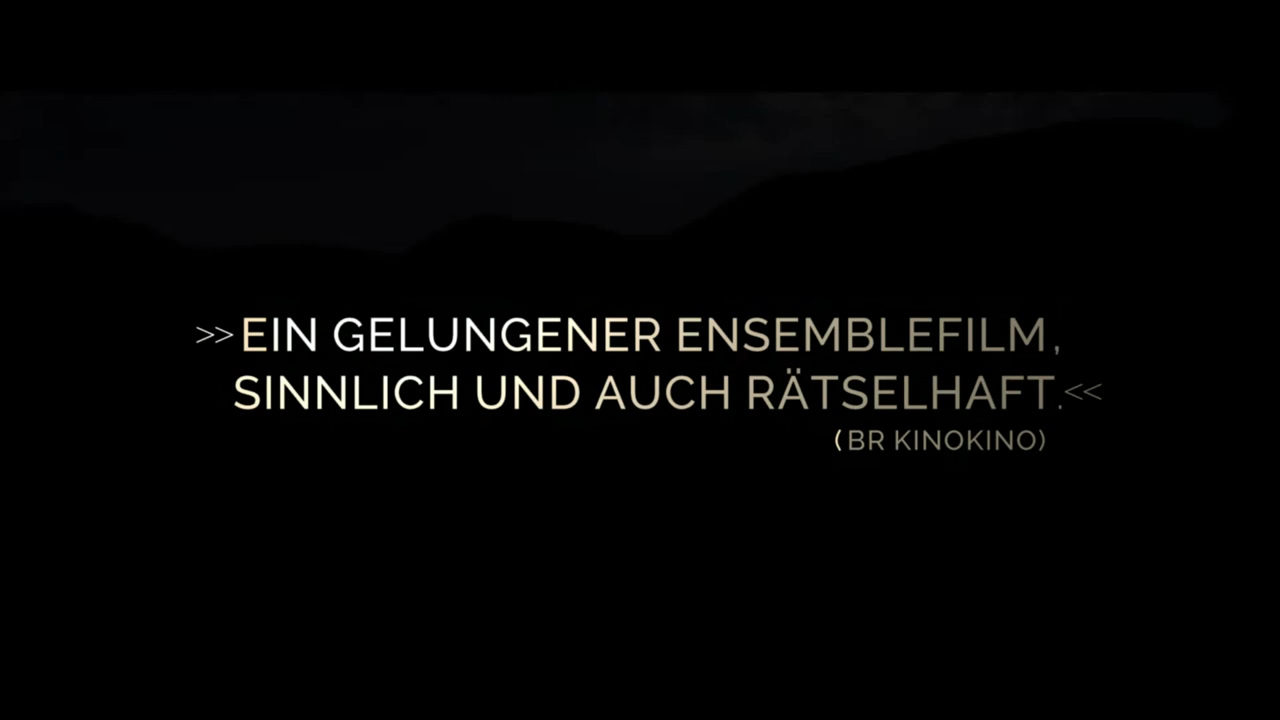 >>EIN GELUNGENER ENSEMBLEFILM,
SINNLICH UND AUCH RÄTSELHAFT.<<
(BR KINOKINO)